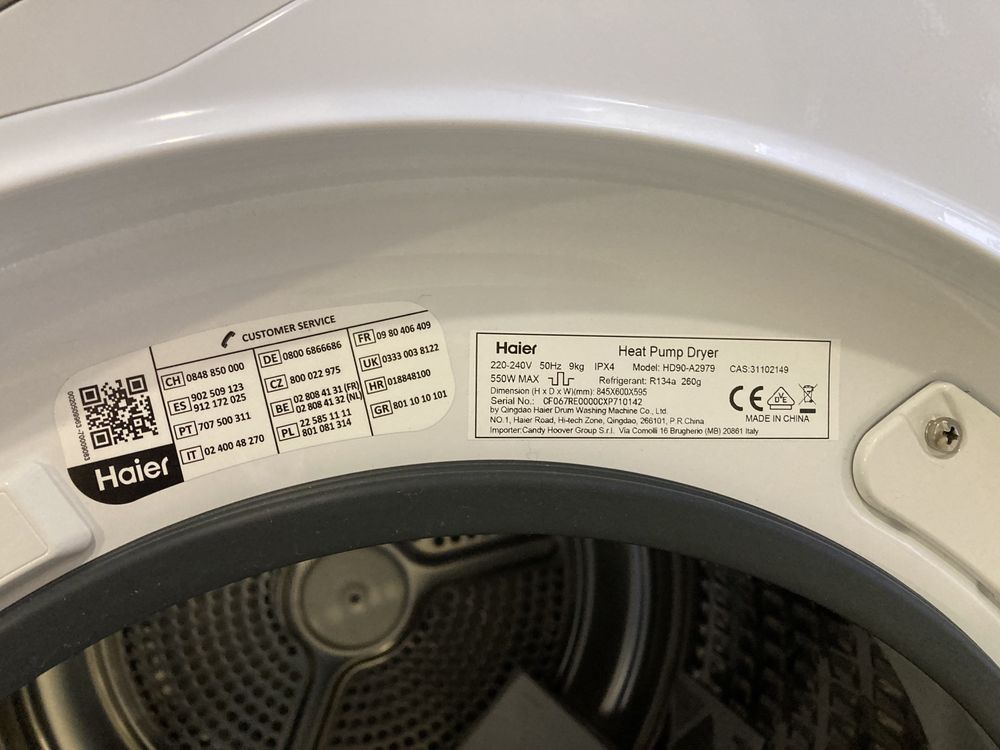 CUSTOMER SERVICE
CH 0848 850 000
ES 902 509 123
912 172 025
PT 707 500 311
IT 02 400 48 270
DE 0800 6866686
CZ 800 022 975
BE 02 808 41 31 (FR)
02 808 41 32 (NL)
PL 22 585 11 11
801 081 314
FR 09 80 406 409
UK 0333 003 8122
HR 018848100
GR 801 10 10 101
Haier
Haier Heat Pump Dryer
220-240V 50Hz 9kg IPX4 Model: HD90-A2979 CAS:31102149
550W MAX Refrigerant: R134a 260g
Dimension (H x D x W)(mm): 845X600X595
Serial No.: CF067RE0000CXP710142
by Qingdao Haier Drum Washing Machine Co., Ltd.
NO.1, Haier Road, Hi-tech Zone, Qingdao, 266101, P R.China
Importer:Candy Hoover Group S.r.l. Via Comolli 16 Brugherio (MB) 20861 Italy
CE
MADE IN CHINA